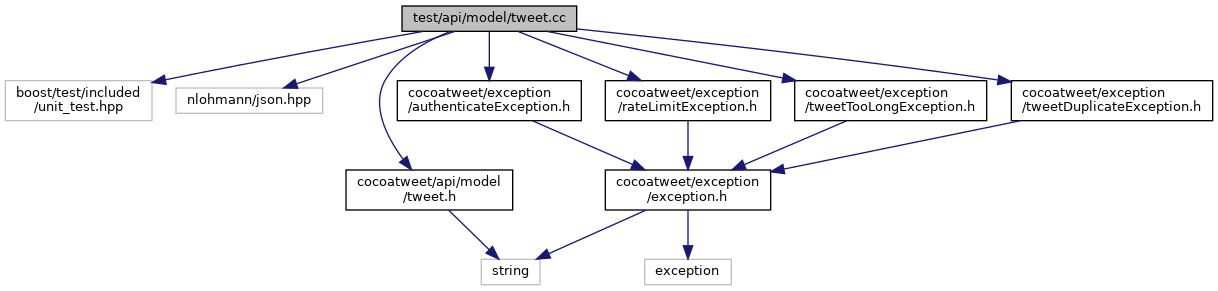 test/api/model/tweet.cc
boost/test/included
/unit_test.hpp
nlohmann/json.hpp
cocoatweet/exception
/authenticateException.h
cocoatweet/exception
/rateLimitException.h
cocoatweet/exception
/tweetTooLongException.h
cocoatweet/exception
/tweetDuplicateException.h
cocoatweet/api/model
/tweet.h
cocoatweet/exception
/exception.h
string
exception